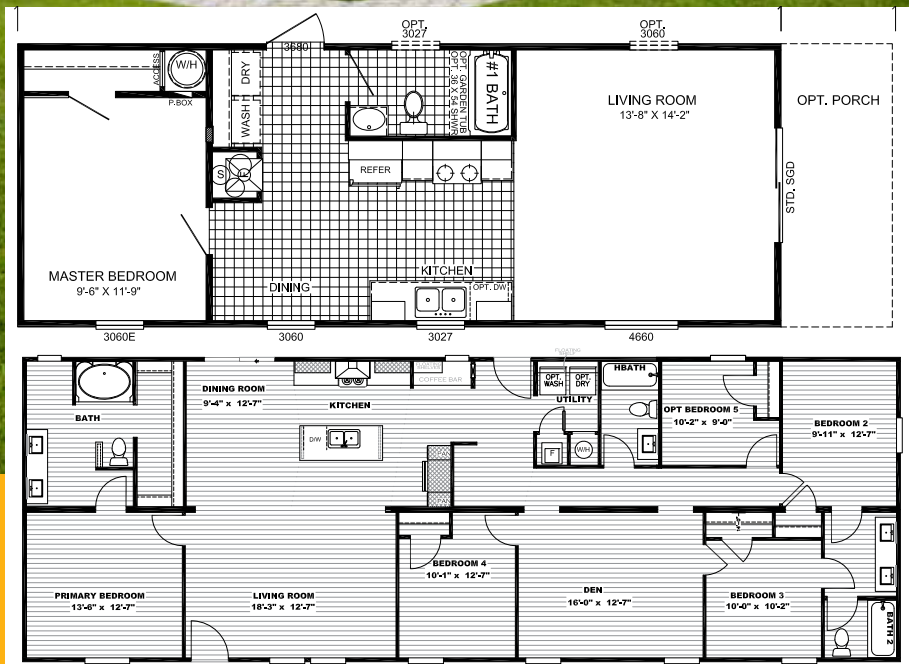 OPT.
3027
OPT.
3060
3680
ACCESS
W/H
P.BOX
DRY
WASH
OPT. GARDEN TUB
OPT. 36 X 54 SHWR
#1 BATH
LIVING ROOM
13'-8" X 14'-2"
OPT. PORCH
STD. SGD
REFER
S
F
MASTER BEDROOM
9'-6" X 11'-9"
KITCHEN
DINING
OPT. DW
3060E
3060
3027
4660
DINING ROOM
9'-4" x 12'-7"
KITCHEN
COFFEE BAR
OPT.
WASH
OPT.
DRY
UTILITY
HBATH
OPT BEDROOM 5
10'-2" x 9'-0"
BEDROOM 2
9'-11" x 12'-7"
BATH
D/W
F
W/H
PAN
PAN
PRIMARY BEDROOM
13'-6" x 12'-7"
LIVING ROOM
18'-3" x 12'-7"
BEDROOM 4
10'-1" x 12'-7"
DEN
16'-0" x 12'-7"
BEDROOM 3
10'-0" x 10'-2"
BATH 2